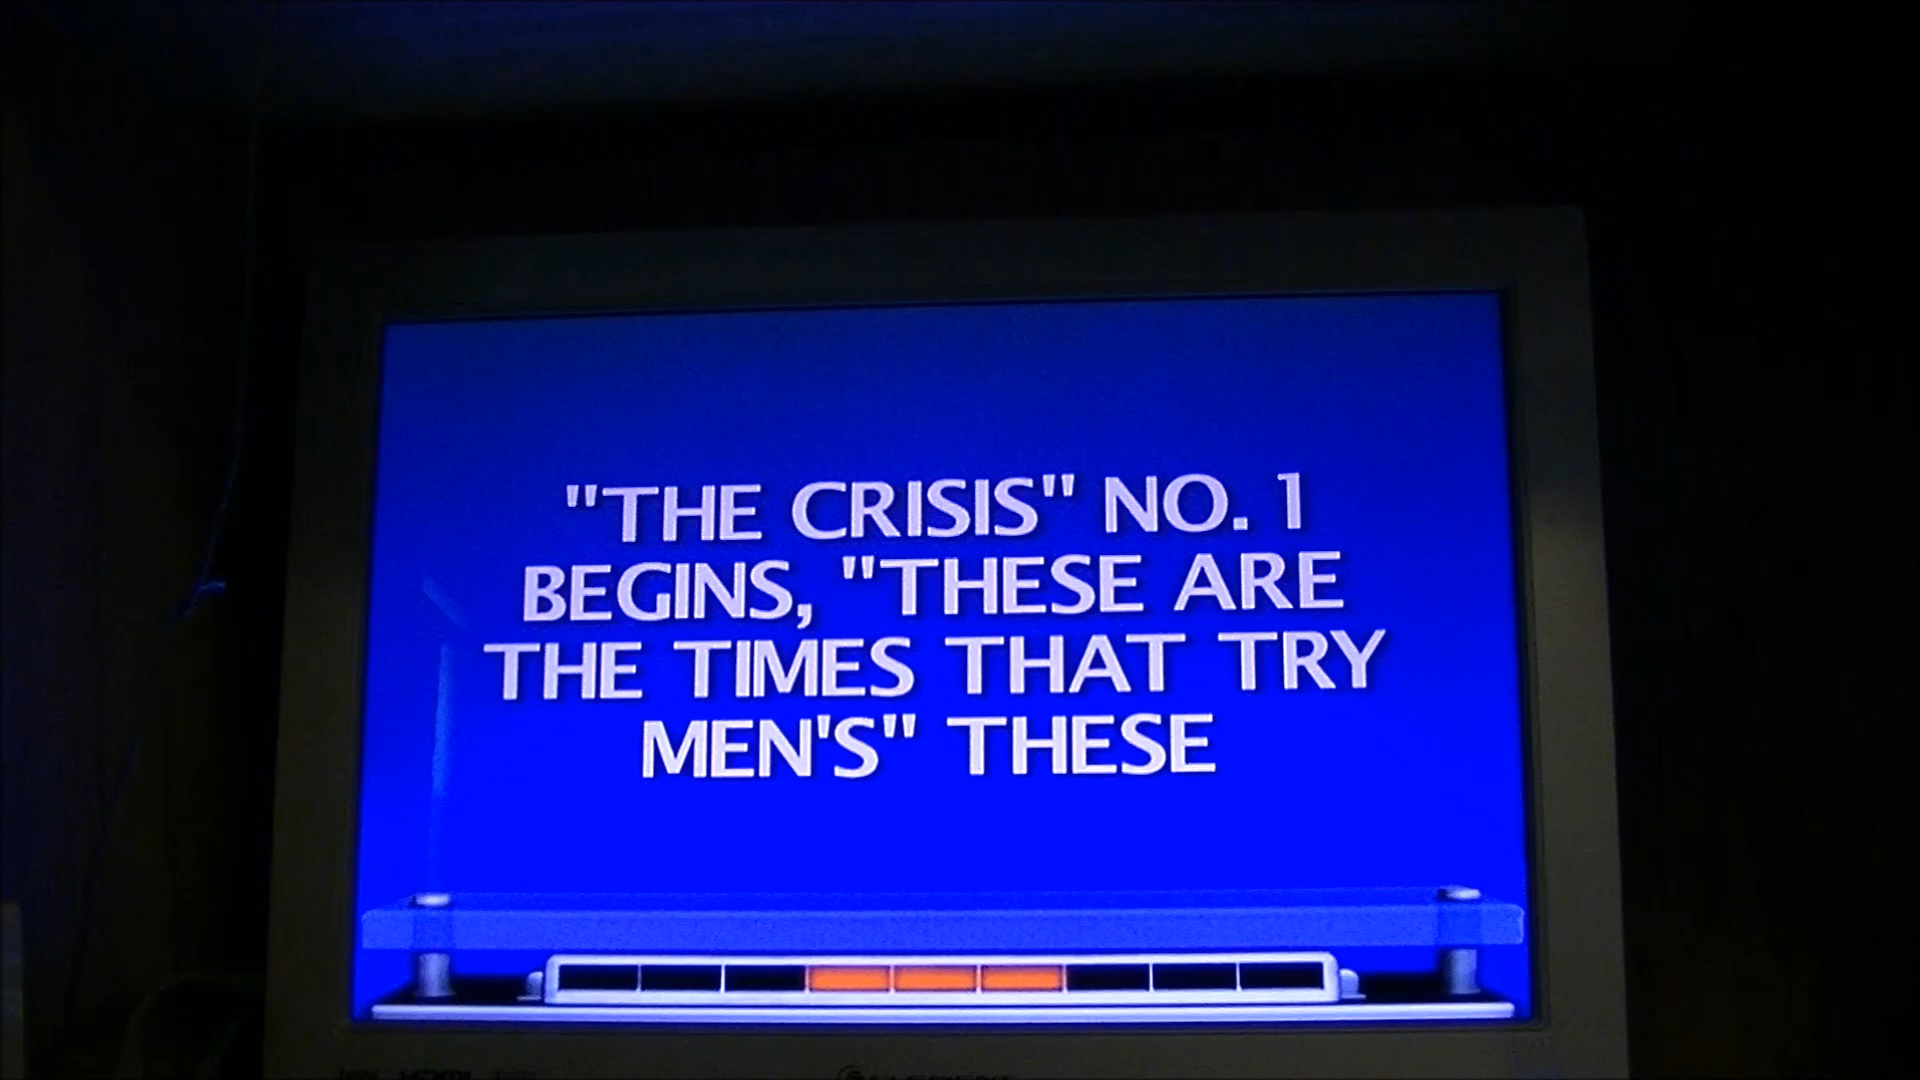 "THE CRISIS" NO. 1
BEGINS, "THESE ARE
THE TIMES THAT TRY
MEN'S" THESE